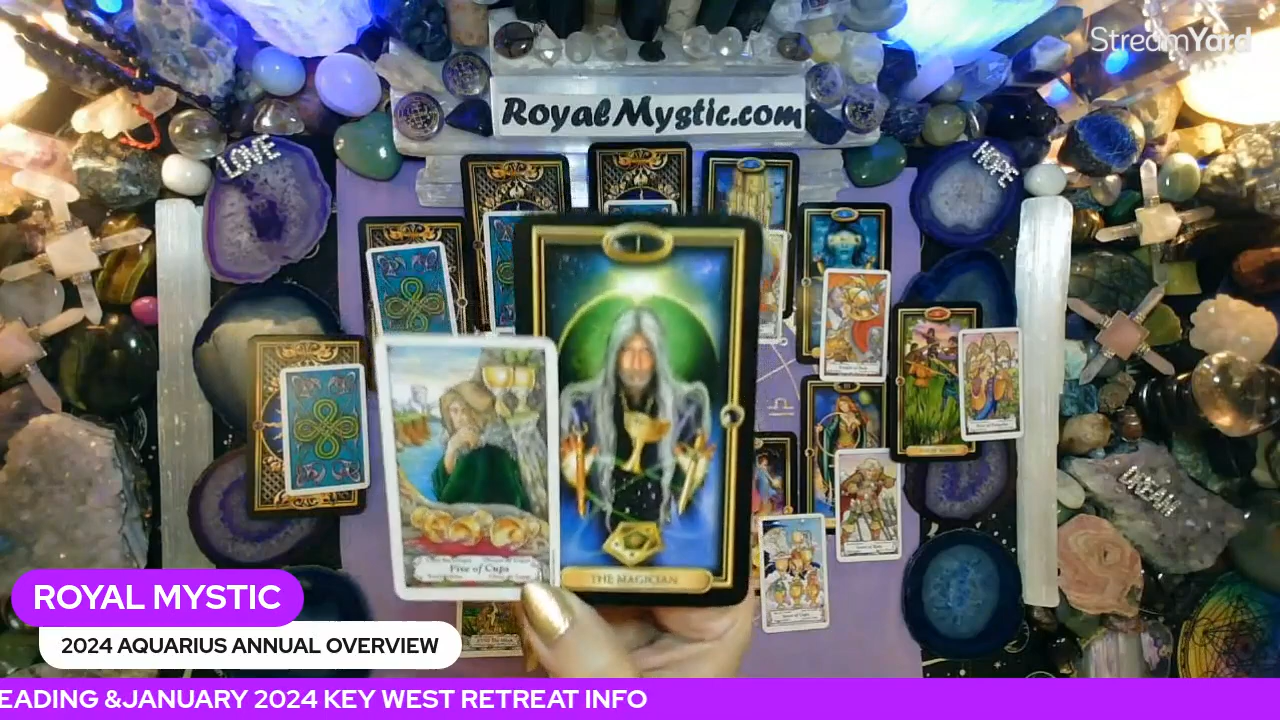 StreamYard
RoyalMystic.com
LOVE
HOPE
DREAM
THE MAGICIAN
Five of Cups
ROYAL MYSTIC
2024 AQUARIUS ANNUAL OVERVIEW
EADING &JANUARY 2024 KEY WEST RETREAT INFO